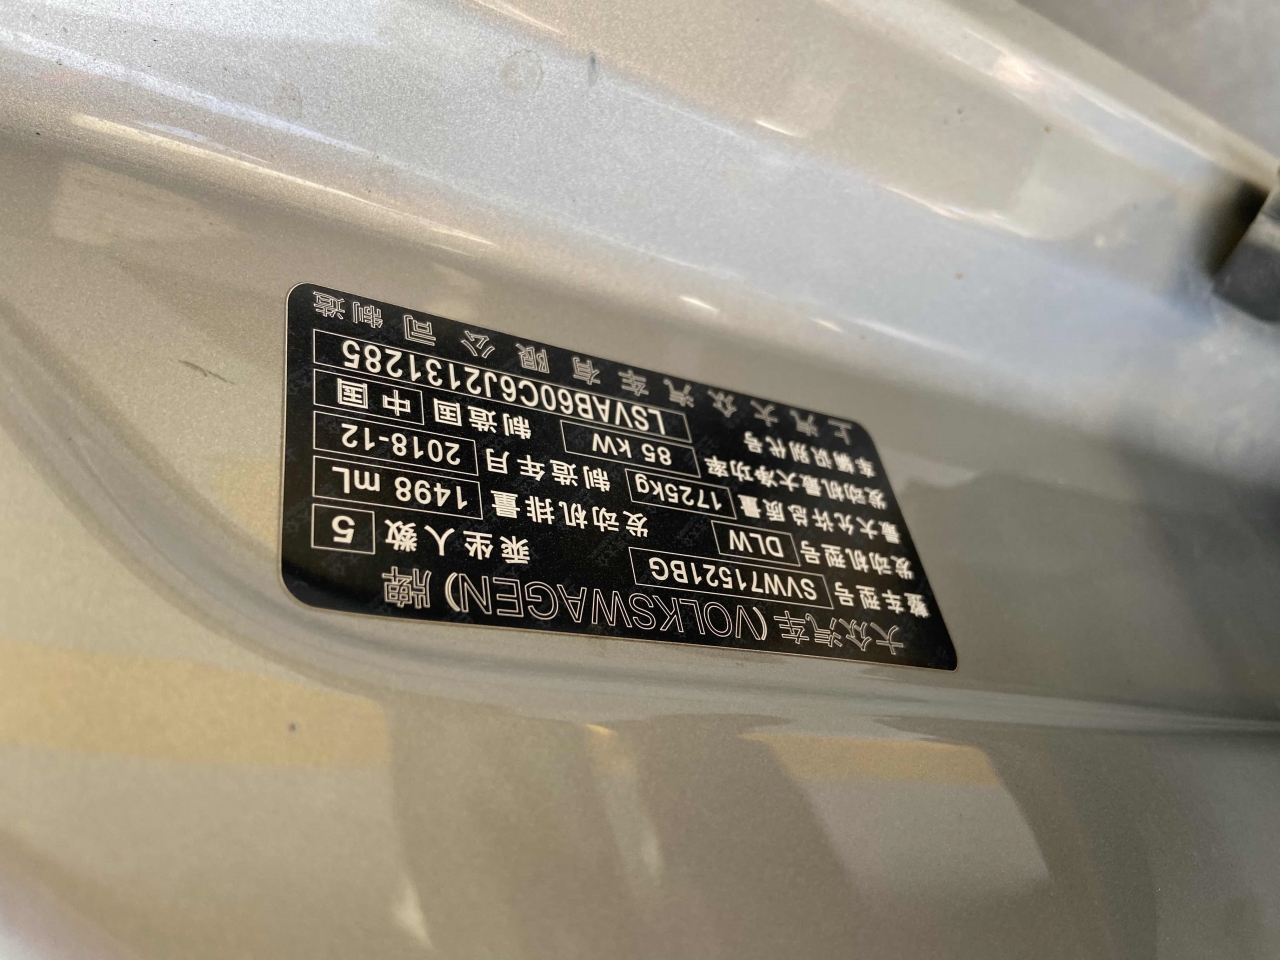 大众汽车(VOLKSWAGEN)牌
整车型号 SVW71521BG 乘坐人数 5
发动机型号 DLW 发动机排量 1498 mL
最大允许总质量 1725kg 制造年月 2018-12
发动机最大净功率 85 kW 制造国 中国
车辆识别代号 LSVAB60C6J2131285
上汽大众汽车有限公司制造